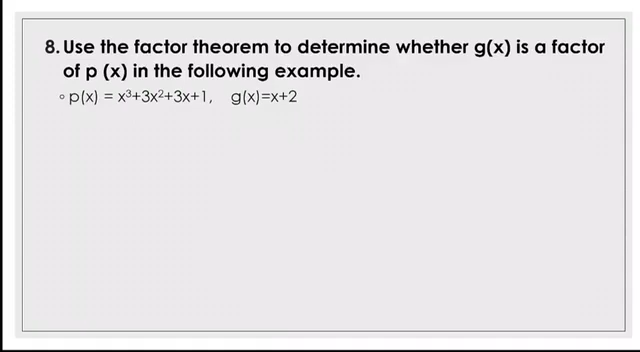 8. Use the factor theorem to determine whether g(x) is a factor
of p (x) in the following example.
◦ p(x) = x³+3x²+3x+1, g(x)=x+2